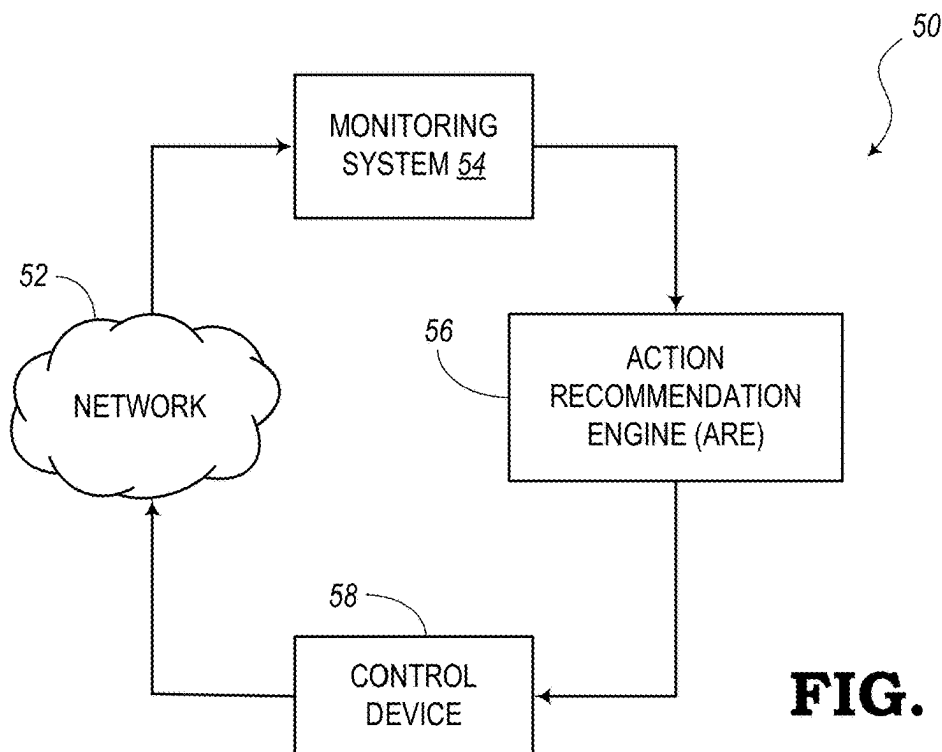 50
MONITORING
SYSTEM 54
52
NETWORK
56
ACTION
RECOMMENDATION
ENGINE (ARE)
58
CONTROL
DEVICE
FIG.